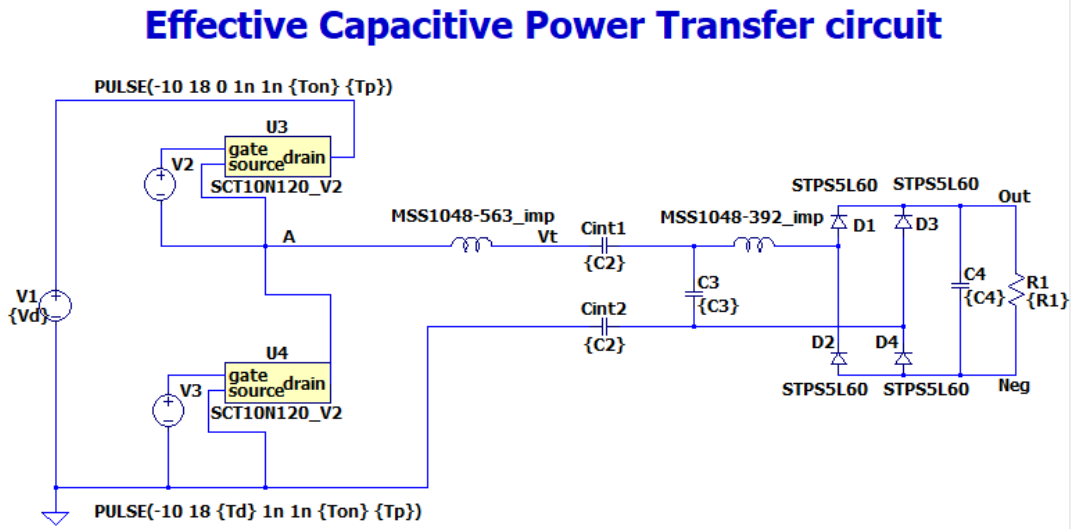 Effective Capacitive Power Transfer circuit
PULSE(-10 18 0 1n 1n {Ton} {Tp})
U3
gate
source
drain
V2
SCT10N120_V2
A
MSS1048-563_imp
Vt
Cint1
{C2}
MSS1048-392_imp
STPS5L60
STPS5L60
D1
D3
Out
C3
{C3}
C4
{C4}
R1
{R1}
V1
{Vd}
Cint2
{C2}
D2
D4
STPS5L60
STPS5L60
Neg
U4
gate
source
drain
V3
SCT10N120_V2
PULSE(-10 18 {Td} 1n 1n {Ton} {Tp})